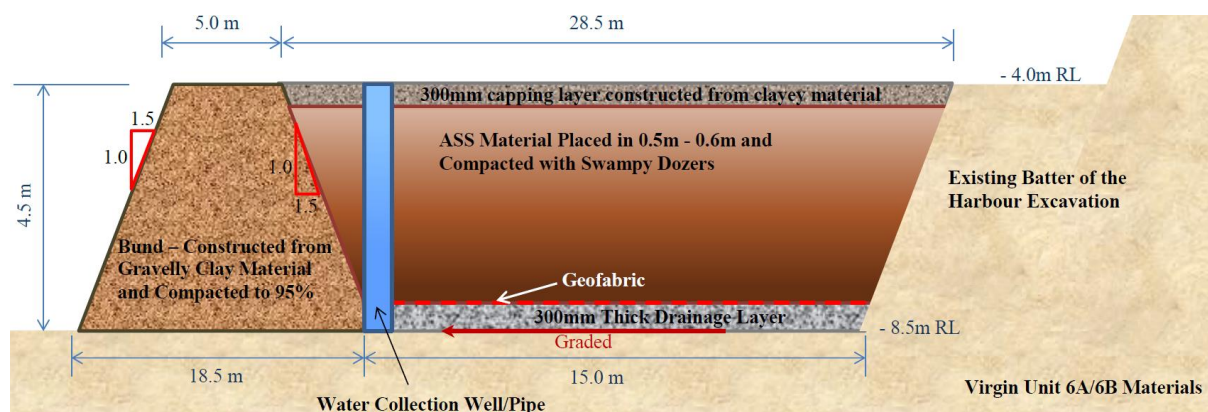 5.0 m
28.5 m
- 4.0m RL
300mm capping layer constructed from clayey material
1.5
1.0
ASS Material Placed in 0.5m - 0.6m and
Compacted with Swampy Dozers
1.0
1.5
4.5 m
Existing Batter of the
Harbour Excavation
Bund – Constructed from
Gravelly Clay Material
and Compacted to 95%
Geofabric
300mm Thick Drainage Layer
- 8.5m RL
Graded
18.5 m
15.0 m
Virgin Unit 6A/6B Materials
Water Collection Well/Pipe